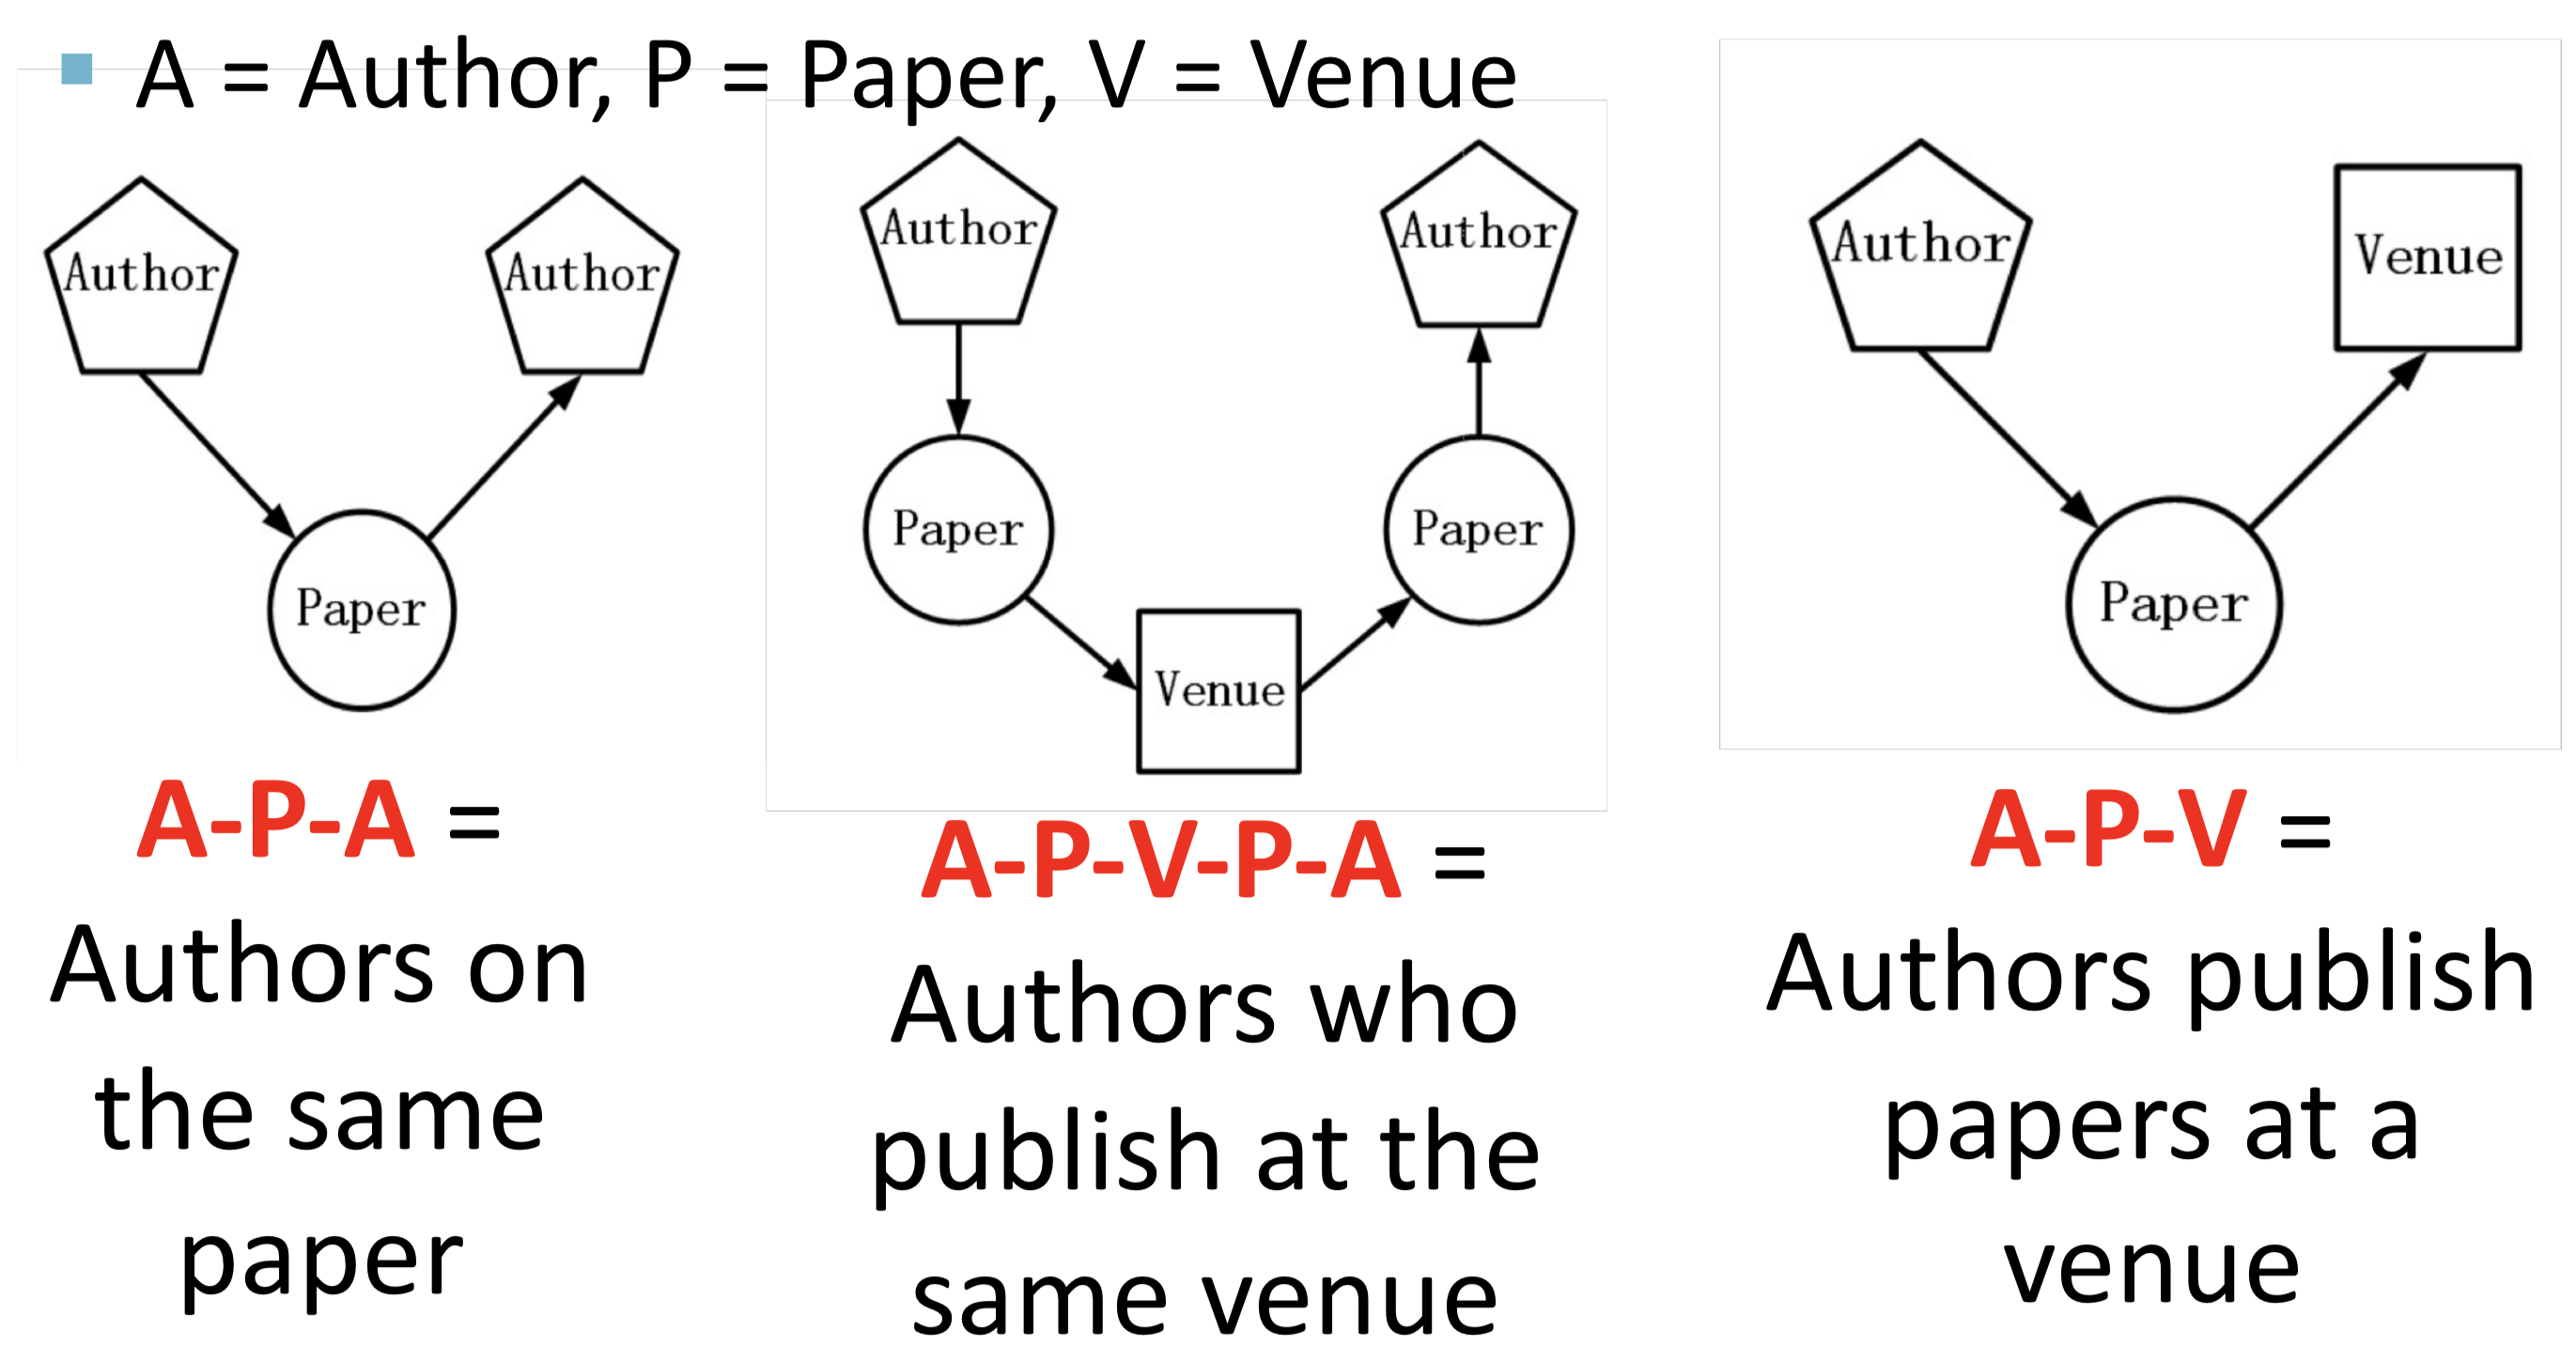 A = Author, P = Paper, V = Venue
Author
Author
Paper
A-P-A =
Authors on
the same
paper
Author
Author
Paper
Paper
Venue
A-P-V-P-A =
Authors who
publish at the
same venue
Author
Venue
Paper
A-P-V =
Authors publish
papers at a
venue